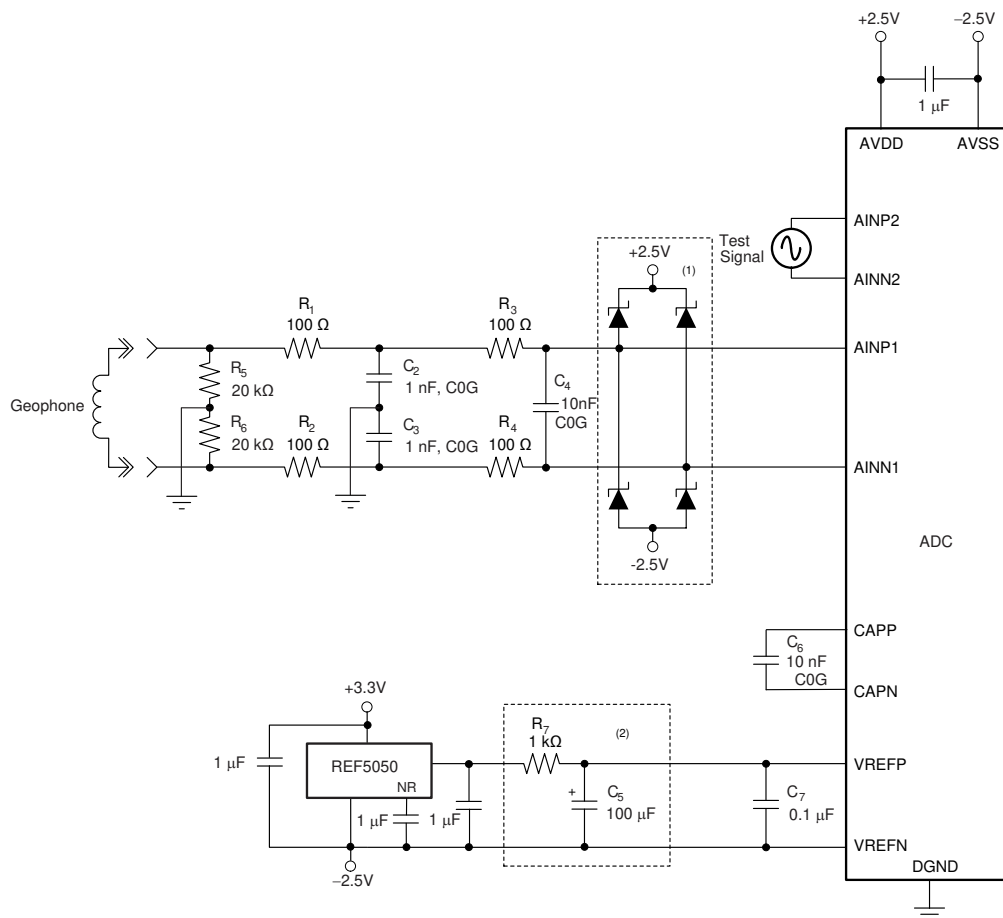 +2.5V
−2.5V
1 μF
AVDD
AVSS
AINP2
Test
Signal
AINN2
+2.5V
(1)
R1
100 Ω
R3
100 Ω
AINP1
R5
20 kΩ
C2
1 nF, C0G
C4
10nF
C0G
Geophone
R6
20 kΩ
R2
100 Ω
C3
1 nF, C0G
R4
100 Ω
AINN1
-2.5V
ADC
CAPP
C6
10 nF
C0G
CAPN
+3.3V
R7
1 kΩ
(2)
1 μF
REF5050
NR
VREFP
1 μF
1 μF
+
C5
100 μF
C7
0.1 μF
VREFN
−2.5V
DGND